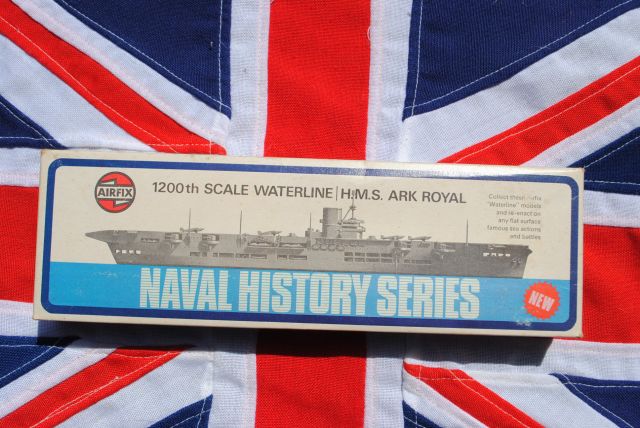 AIRFIX
1200th SCALE WATERLINE | H.M.S. ARK ROYAL
Collect these Airfix
"Waterline" models
and re-enact on
any flat surface
famous sea actions
and battles
NAVAL HISTORY SERIES
NEW